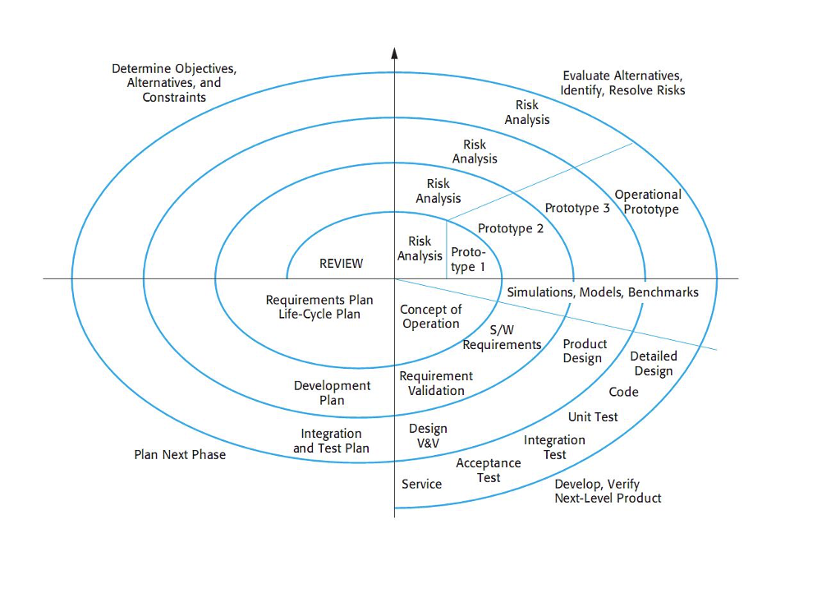 Determine Objectives,
Alternatives, and
Constraints
Evaluate Alternatives,
Identify, Resolve Risks
Risk
Analysis
Risk
Analysis
Risk
Analysis
Operational
Prototype
Prototype 3
Prototype 2
Risk
Analysis
Proto-
type 1
REVIEW
Requirements Plan
Life-Cycle Plan
Simulations, Models, Benchmarks
Concept of
Operation
S/W
Requirements
Product
Design
Detailed
Design
Development
Plan
Requirement
Validation
Code
Unit Test
Integration
and Test Plan
Design
V&V
Integration
Test
Plan Next Phase
Acceptance
Test
Service
Develop, Verify
Next-Level Product